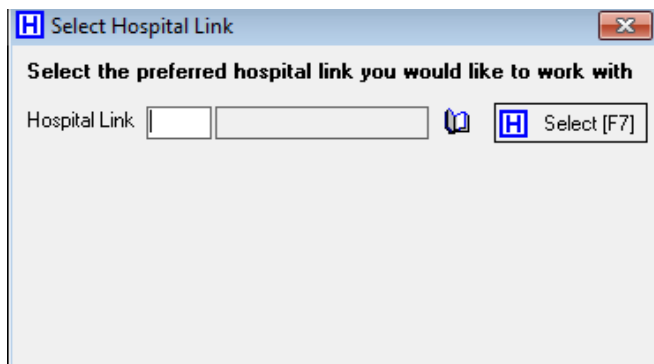 H Select Hospital Link
Select the preferred hospital link you would like to work with
Hospital Link H Select [F7]